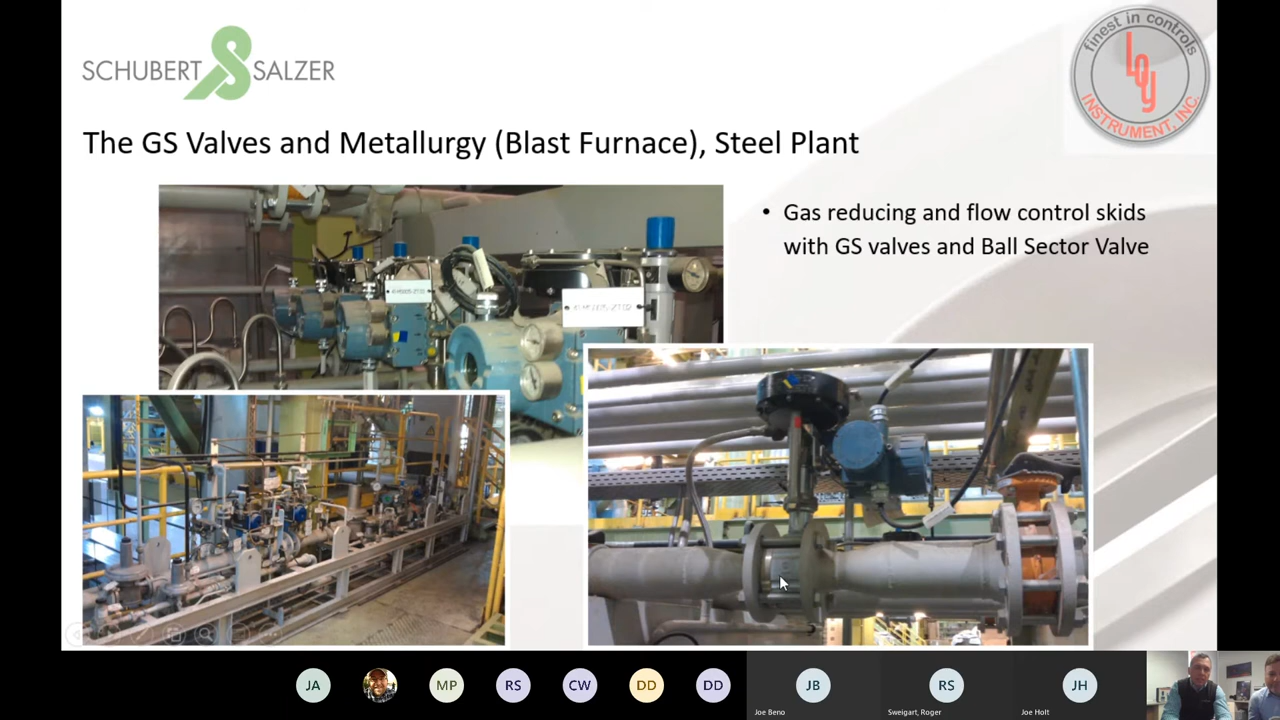 SCHUBERT SALZER
finest in controls
Loy
INSTRUMENT, INC.
The GS Valves and Metallurgy (Blast Furnace), Steel Plant
• Gas reducing and flow control skids
with GS valves and Ball Sector Valve
JA
MP
RS
CW
DD
DD
JB
RS
JH
Joe Beno
Sweigart, Roger
Joe Holt